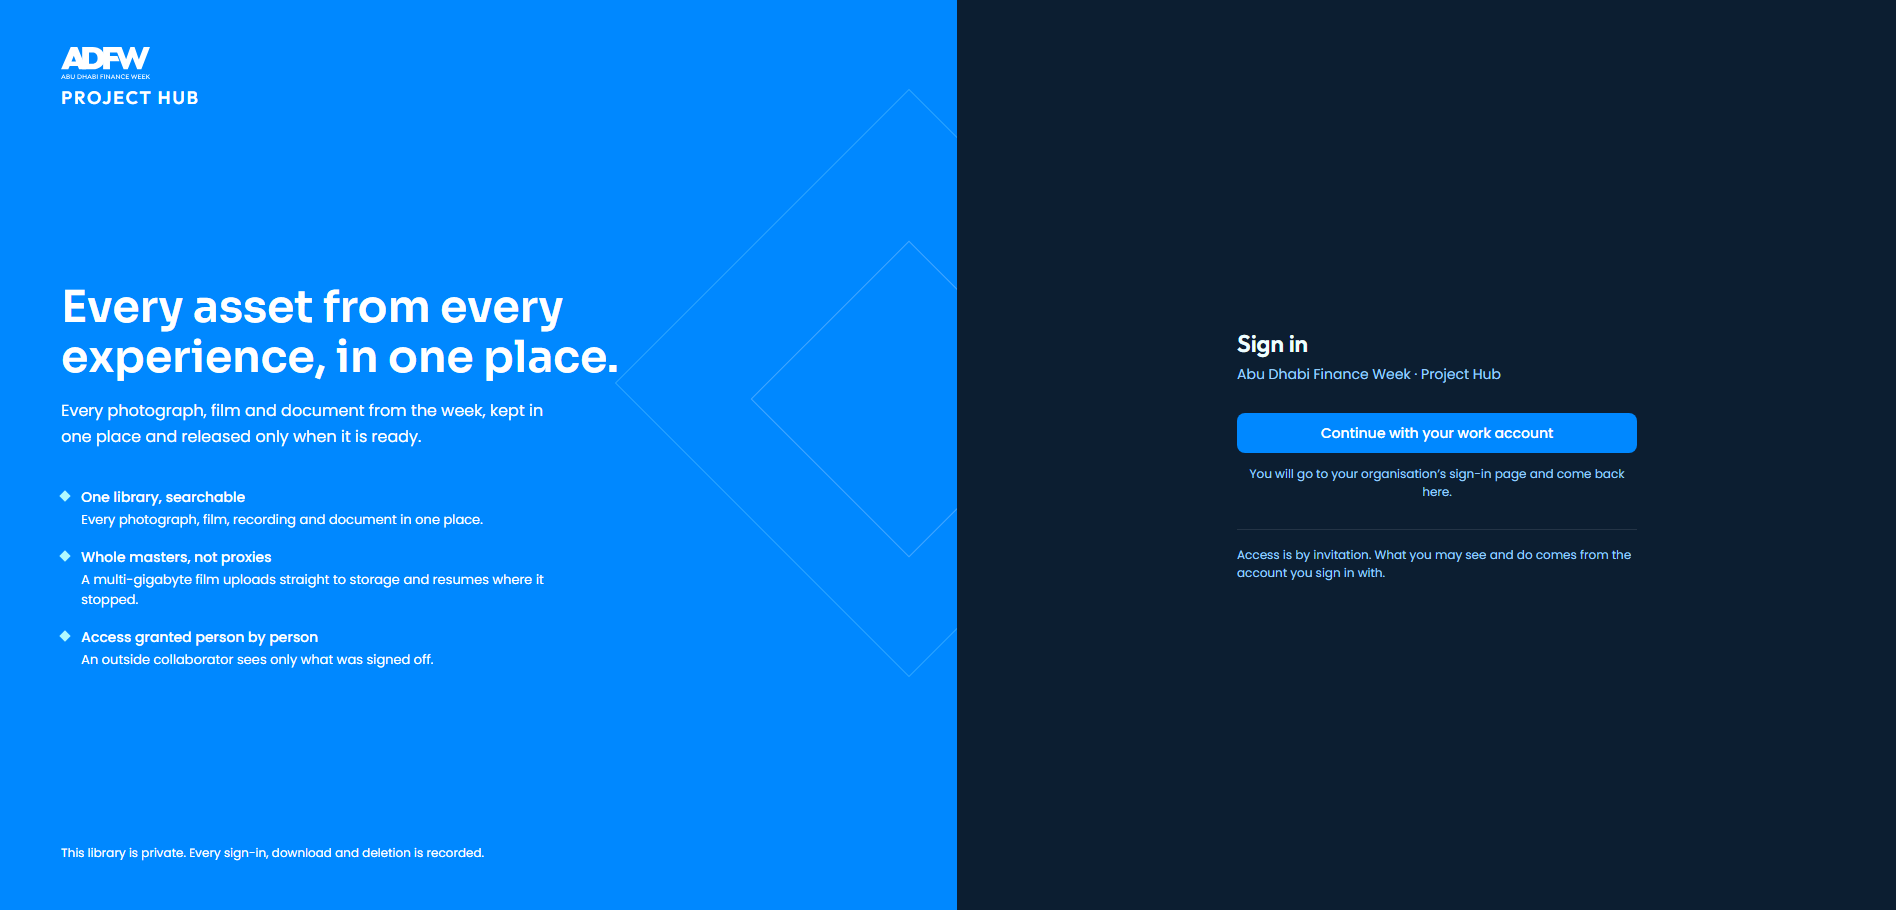 ADFW
ABU DHABI FINANCE WEEK
PROJECT HUB
Every asset from every
experience, in one place.
Every photograph, film and document from the week, kept in
one place and released only when it is ready.
One library, searchable
Every photograph, film, recording and document in one place.
Whole masters, not proxies
A multi-gigabyte film uploads straight to storage and resumes where it
stopped.
Access granted person by person
An outside collaborator sees only what was signed off.
This library is private. Every sign-in, download and deletion is recorded.
Sign in
Abu Dhabi Finance Week · Project Hub
Continue with your work account
You will go to your organisation’s sign-in page and come back
here.
Access is by invitation. What you may see and do comes from the
account you sign in with.